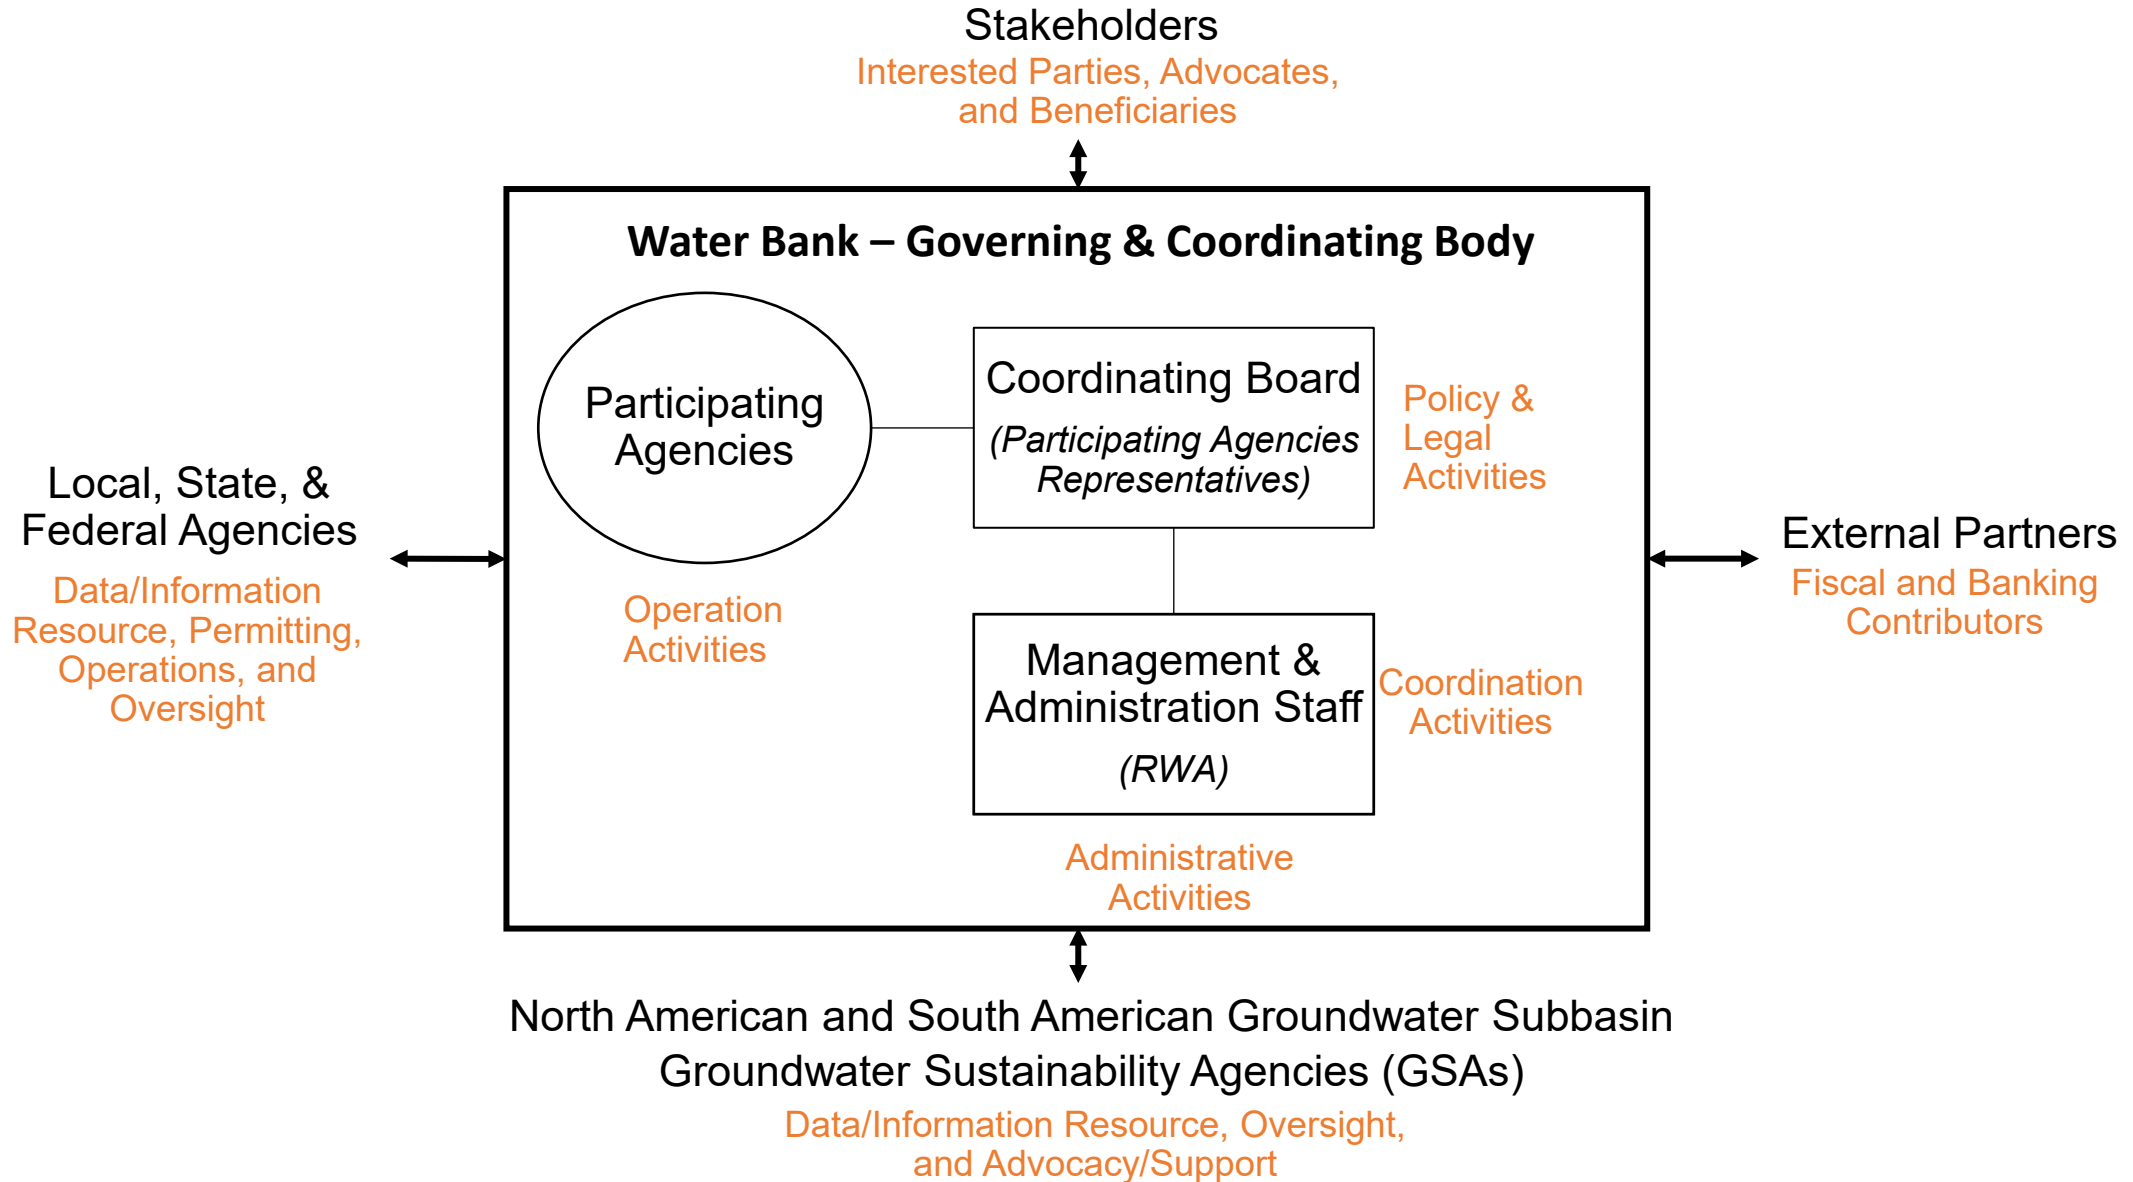 Stakeholders
Interested Parties, Advocates,
and Beneficiaries
Water Bank – Governing & Coordinating Body
Participating
Agencies
Operation
Activities
Coordinating Board
(Participating Agencies
Representatives)
Policy &
Legal
Activities
Management &
Administration Staff
(RWA)
Coordination
Activities
Administrative
Activities
Local, State, &
Federal Agencies
Data/Information
Resource, Permitting,
Operations, and
Oversight
External Partners
Fiscal and Banking
Contributors
North American and South American Groundwater Subbasin
Groundwater Sustainability Agencies (GSAs)
Data/Information Resource, Oversight,
and Advocacy/Support